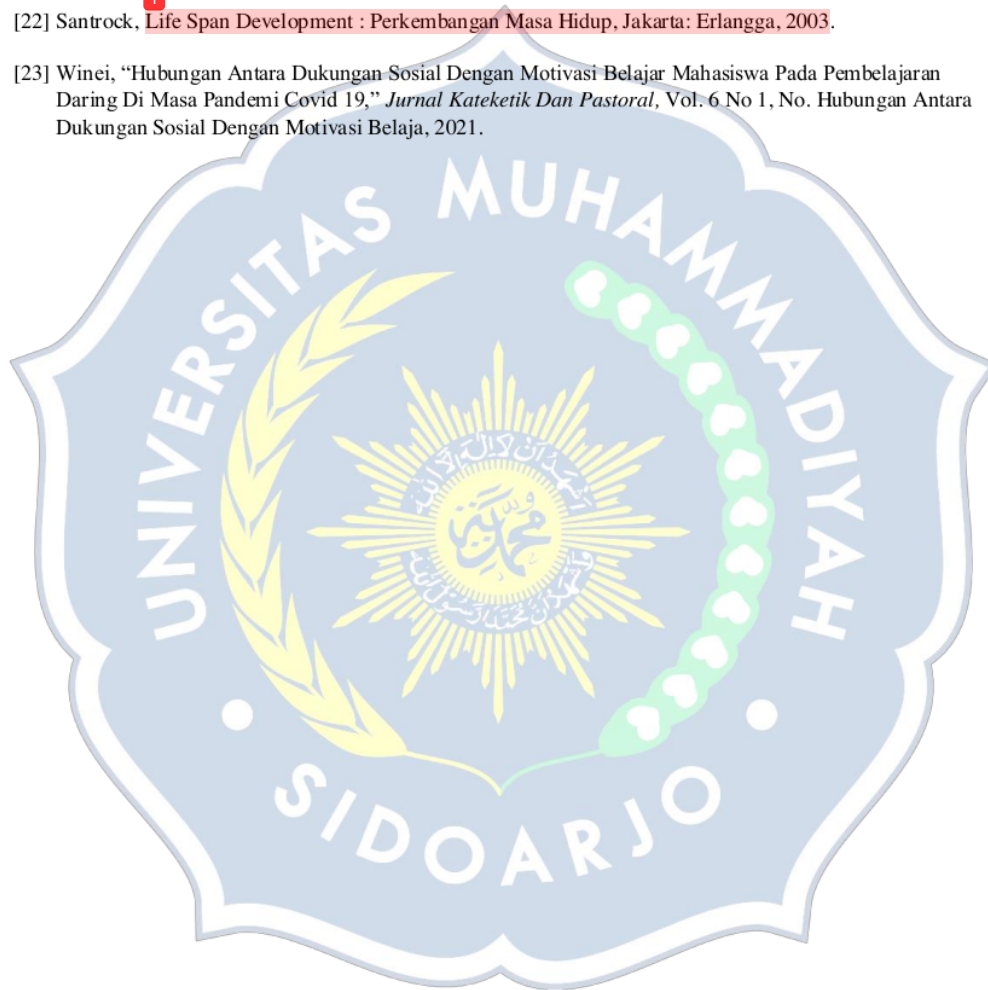 [22] Santrock, Life Span Development : Perkembangan Masa Hidup, Jakarta: Erlangga, 2003.
[23] Winei, “Hubungan Antara Dukungan Sosial Dengan Motivasi Belajar Mahasiswa Pada Pembelajaran
Daring Di Masa Pandemi Covid 19,” Jurnal Kateketik Dan Pastoral, Vol. 6 No 1, No. Hubungan Antara
Dukungan Sosial Dengan Motivasi Belaja, 2021.
UNIVERSITAS MUHAMMADIYAH
SIDOARJO